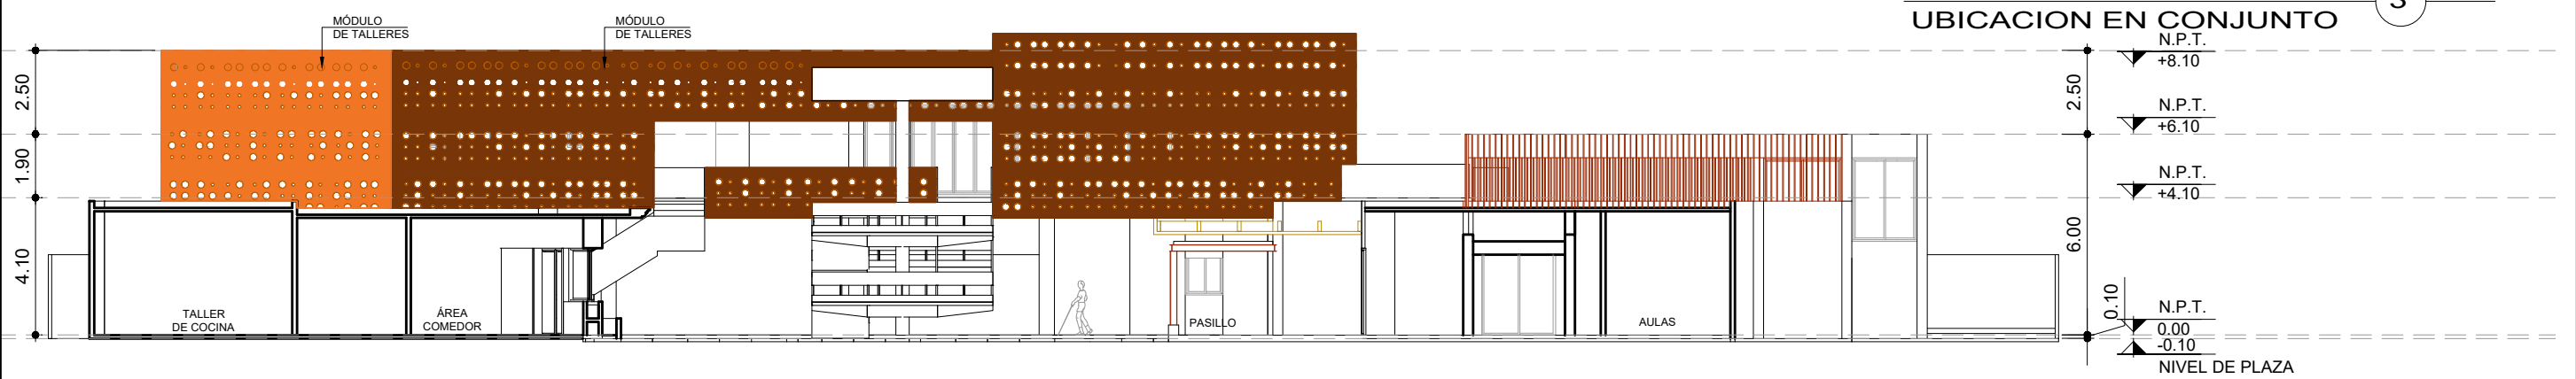 UBICACION EN CONJUNTO
MÓDULO
DE TALLERES
MÓDULO
DE TALLERES
2.50
1.90
4.10
TALLER
DE COCINA
ÁREA
COMEDOR
PASILLO
AULAS
2.50
6.00
0.10
N.P.T.
+8.10
N.P.T.
+6.10
N.P.T.
+4.10
N.P.T.
0.00
-0.10
NIVEL DE PLAZA